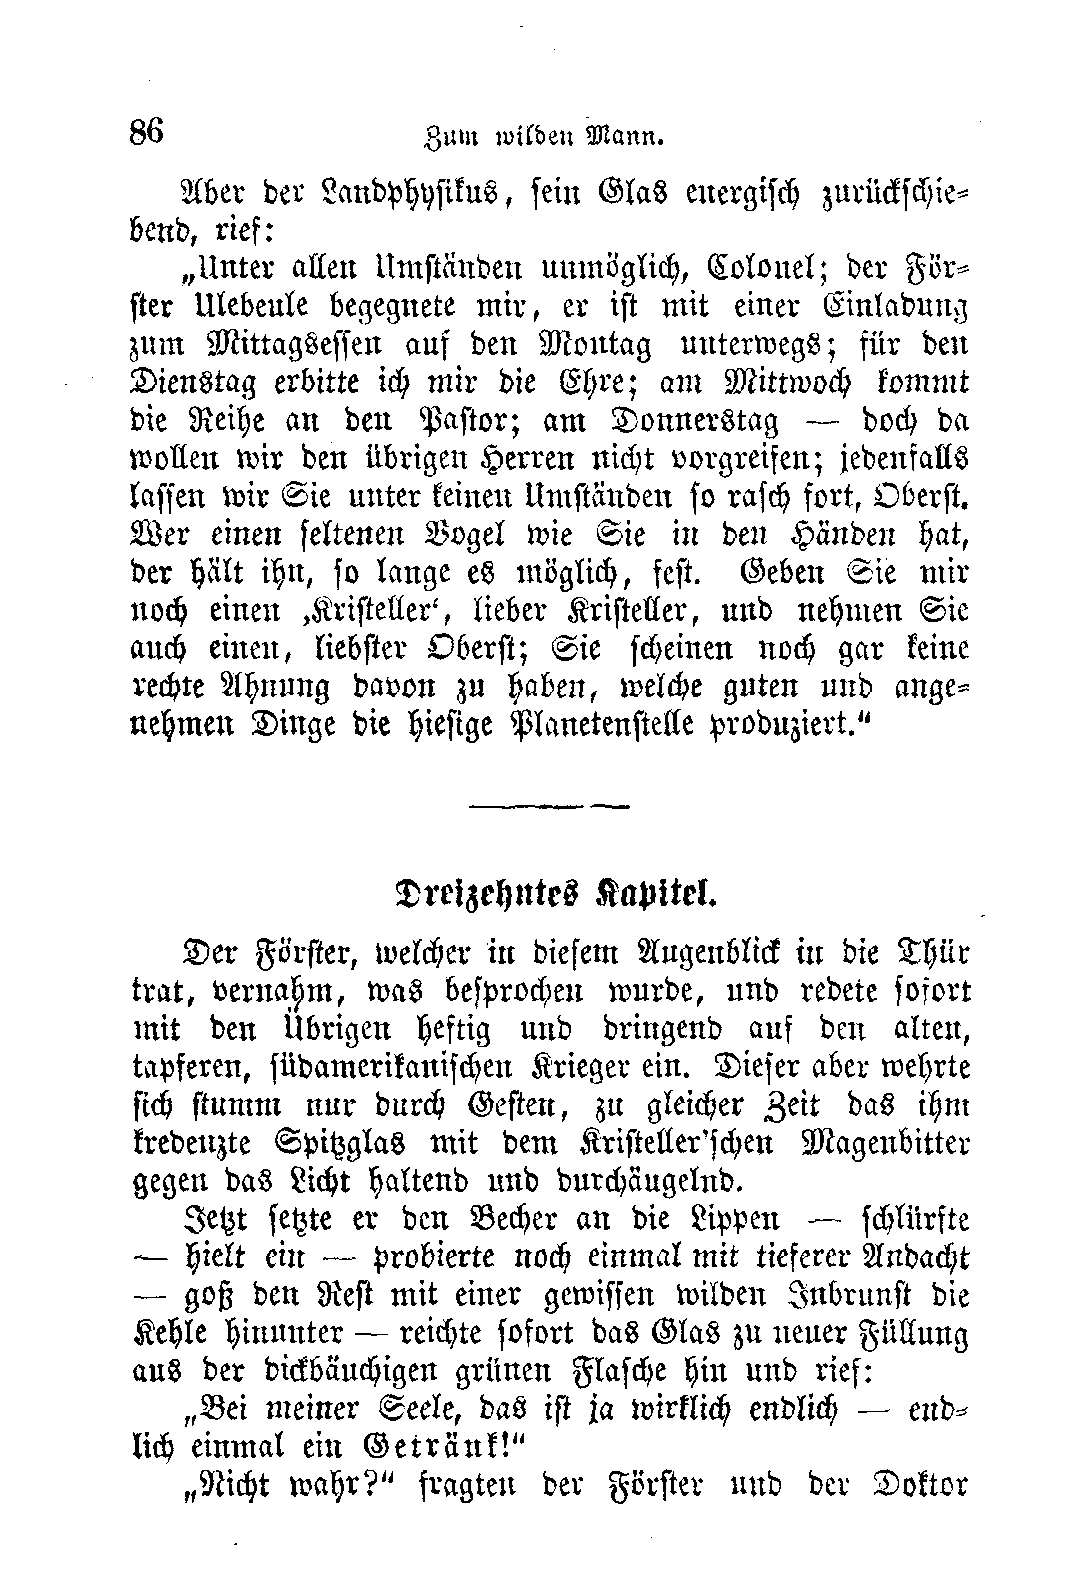 86 Zum wilden Mann.
Aber der Landphysikus, sein Glas energisch zurückschie-
bend, rief:
„Unter allen Umständen unmöglich, Colonel; der För-
ster Ulebeule begegnete mir, er ist mit einer Einladung
zum Mittagsessen auf den Montag unterwegs; für den
Dienstag erbitte ich mir die Ehre; am Mittwoch kommt
die Reihe an den Pastor; am Donnerstag — doch da
wollen wir den übrigen Herren nicht vorgreifen; jedenfalls
lassen wir Sie unter keinen Umständen so rasch fort, Oberst.
Wer einen seltenen Vogel wie Sie in den Händen hat,
der hält ihn, so lange es möglich, fest. Geben Sie mir
noch einen ‚Kristeller‘, lieber Kristeller, und nehmen Sie
auch einen, liebster Oberst; Sie scheinen noch gar keine
rechte Ahnung davon zu haben, welche guten und ange-
nehmen Dinge die hiesige Planetenstelle produziert.“
Dreizehntes Kapitel.
Der Förster, welcher in diesem Augenblick in die Thür
trat, vernahm, was besprochen wurde, und redete sofort
mit den Übrigen heftig und dringend auf den alten,
tapferen, südamerikanischen Krieger ein. Dieser aber wehrte
sich stumm nur durch Gesten, zu gleicher Zeit das ihm
kredenzte Spitzglas mit dem Kristeller’schen Magenbitter
gegen das Licht haltend und durchäugelnd.
Jetzt setzte er den Becher an die Lippen — schlürfte
— hielt ein — probierte noch einmal mit tieferer Andacht
— goß den Rest mit einer gewissen wilden Inbrunst die
Kehle hinunter — reichte sofort das Glas zu neuer Füllung
aus der dickbäuchigen grünen Flasche hin und rief:
„Bei meiner Seele, das ist ja wirklich endlich — end-
lich einmal ein Getränk!“
„Nicht wahr?“ fragten der Förster und der Doktor